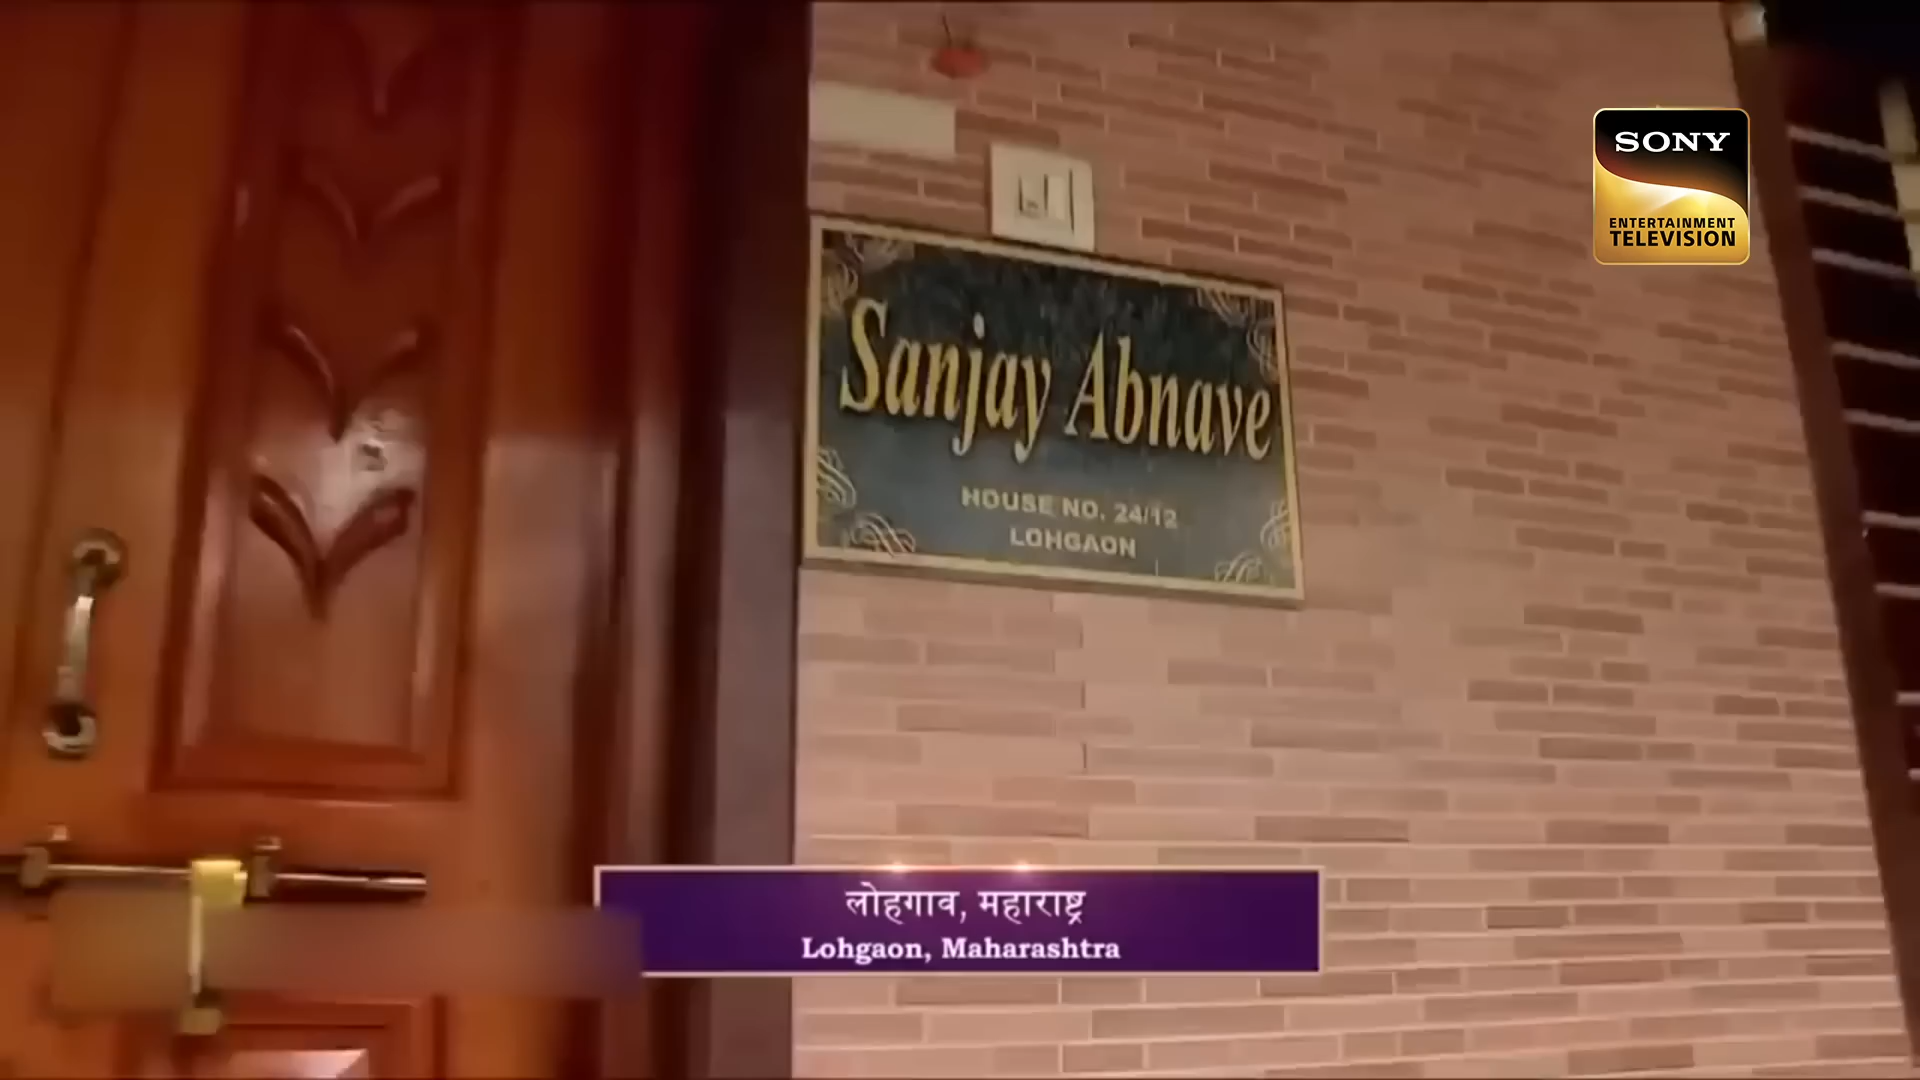 SONY
ENTERTAINMENT
TELEVISION
Sanjay Abnave
HOUSE NO. 24/12
LOHGAON
लोहगाव, महाराष्ट्र
Lohgaon, Maharashtra